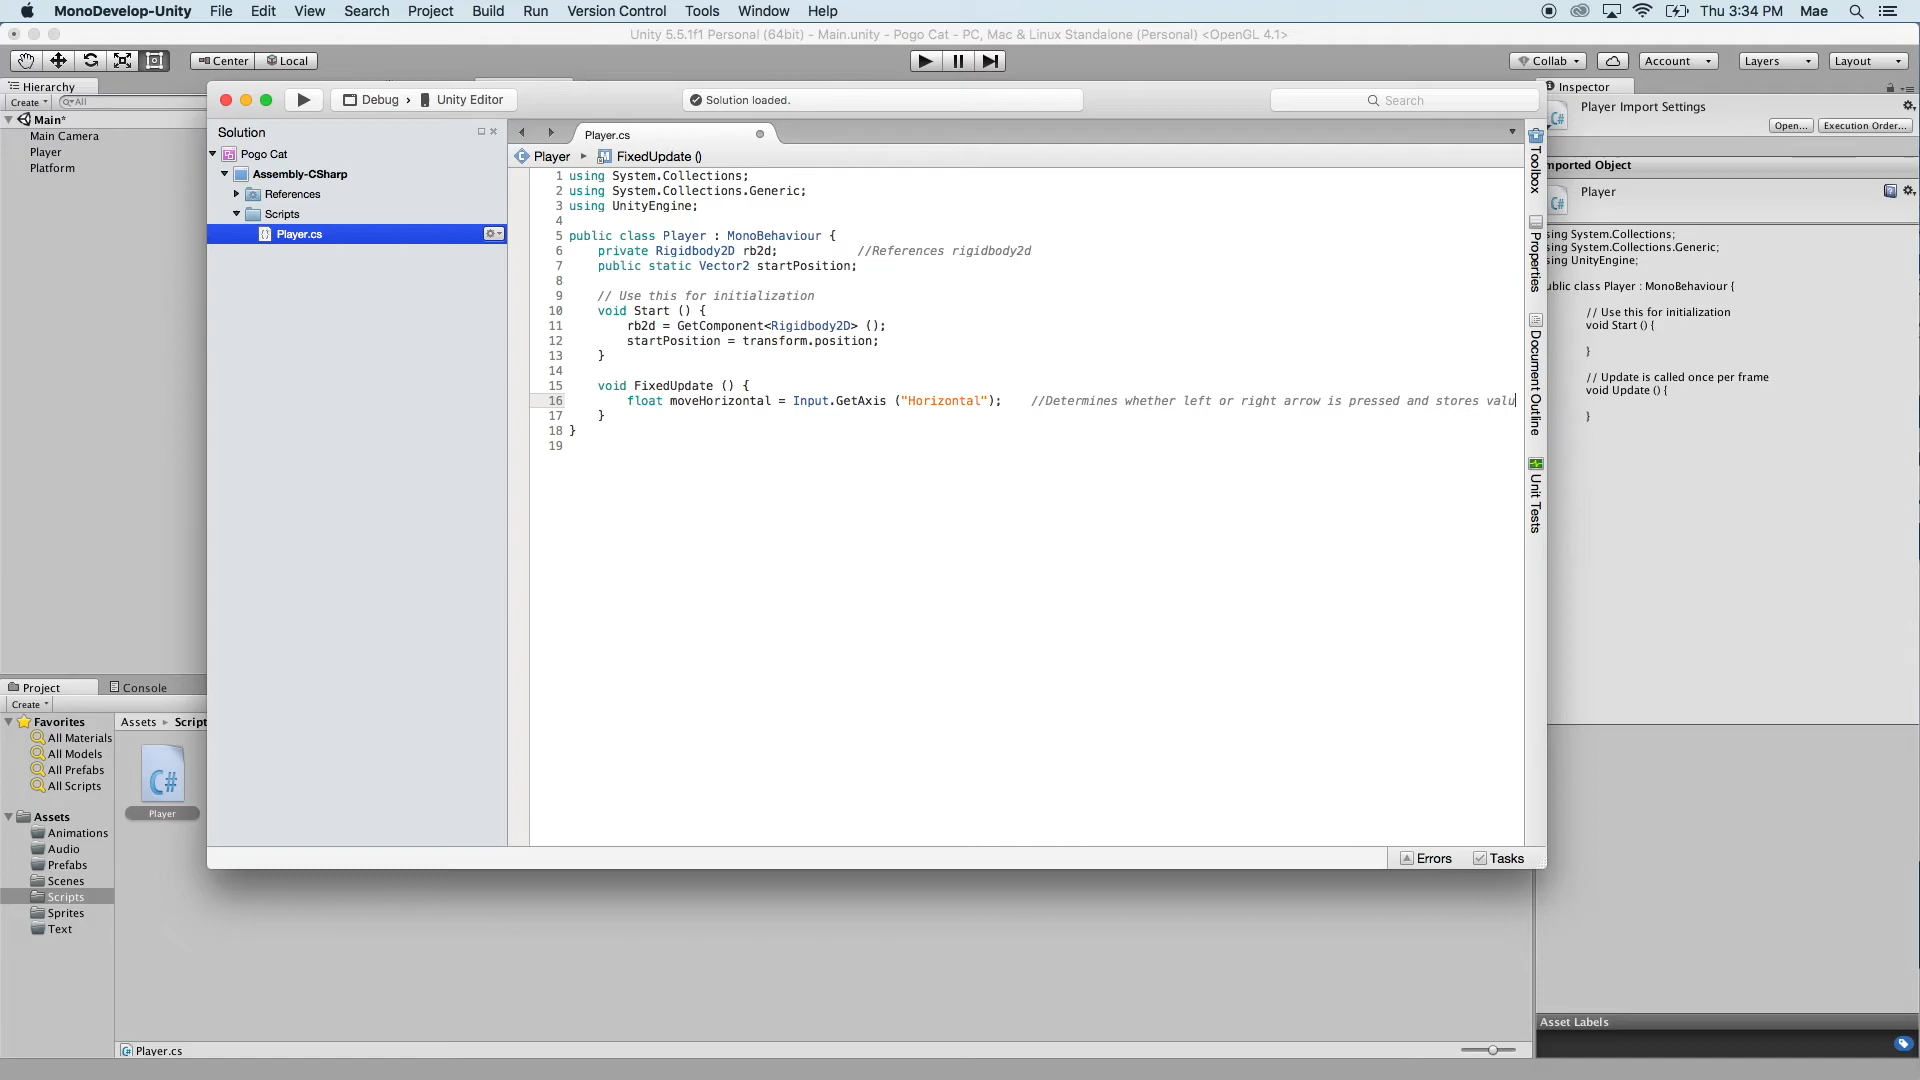 MonoDevelop-Unity File Edit View Search Project Build Run Version Control Tools Window Help Thu 3:34 PM Mae
Unity 5.5.1f1 Personal (64bit) - Main.unity - Pogo Cat - PC, Mac & Linux Standalone (Personal) <OpenGL 4.1>
Center Local Collab Account Layers Layout
Hierarchy
Create All
Main*
Main Camera
Player
Platform
Debug › Unity Editor
Solution loaded.
Search
Solution
Pogo Cat
Assembly-CSharp
References
Scripts
Player.cs
Player.cs
Player FixedUpdate ()
1 using System.Collections;
2 using System.Collections.Generic;
3 using UnityEngine;
4
5 public class Player : MonoBehaviour {
6 private Rigidbody2D rb2d; //References rigidbody2d
7 public static Vector2 startPosition;
8
9 // Use this for initialization
10 void Start () {
11 rb2d = GetComponent<Rigidbody2D> ();
12 startPosition = transform.position;
13 }
14
15 void FixedUpdate () {
16 float moveHorizontal = Input.GetAxis ("Horizontal"); //Determines whether left or right arrow is pressed and stores valu
17 }
18 }
19
Toolbox
Properties
Document Outline
Unit Tests
Errors Tasks
Inspector
Player Import Settings
Open... Execution Order...
mported Object
Player
sing System.Collections;
sing System.Collections.Generic;
sing UnityEngine;
ublic class Player : MonoBehaviour {
// Use this for initialization
void Start () {
}
// Update is called once per frame
void Update () {
}
Project Console
Create
Favorites
All Materials
All Models
All Prefabs
All Scripts
Assets
Animations
Audio
Prefabs
Scenes
Scripts
Sprites
Text
Assets Script
C#
Player
Player.cs
Asset Labels